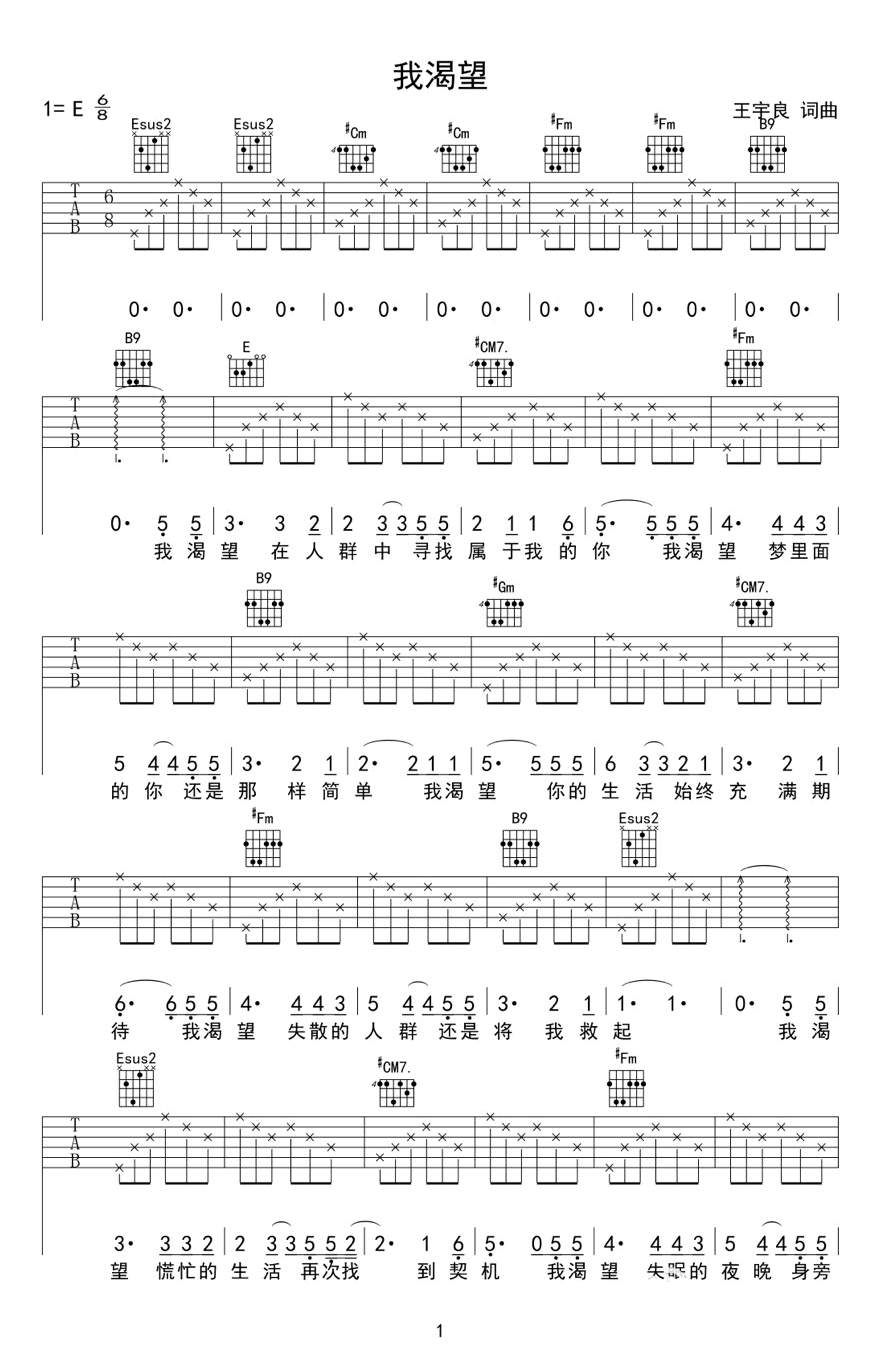 我渴望
1= E 6/8
王宇良 词曲
Esus2 Esus2 #Cm #Cm #Fm #Fm B9
T A B 6 8
0· 0· 0· 0· 0· 0· 0· 0· 0· 0· 0· 0· 0· 0·
B9 E #CM7. #Fm
T A B
0· 5 5 3· 3 2 2 3 3 5 5 2 1 1 6 5· 5 5 5 4· 4 4 3
我 渴 望 在 人 群 中 寻 找 属 于 我 的 你 我 渴 望 梦 里 面
B9 #Gm #CM7.
T A B
5 4 4 5 5 3· 2 1 2· 2 1 1 5· 5 5 5 6 3 3 2 1 3· 2 1
的 你 还 是 那 样 简 单 我 渴 望 你 的 生 活 始 终 充 满 期
#Fm B9 Esus2
T A B
6· 6 5 5 4· 4 4 3 5 4 4 5 5 3· 2 1 1· 1· 0· 5 5
待 我 渴 望 失 散 的 人 群 还 是 将 我 救 起 我 渴
Esus2 #CM7. #Fm
T A B
3· 3 3 2 2 3 3 5 5 2 2· 1 6 5· 0 5 5 4· 4 4 3 5 4 4 5 5
望 慌 忙 的 生 活 再 次 找 到 契 机 我 渴 望 失 眠 的 夜 晚 身 旁
1